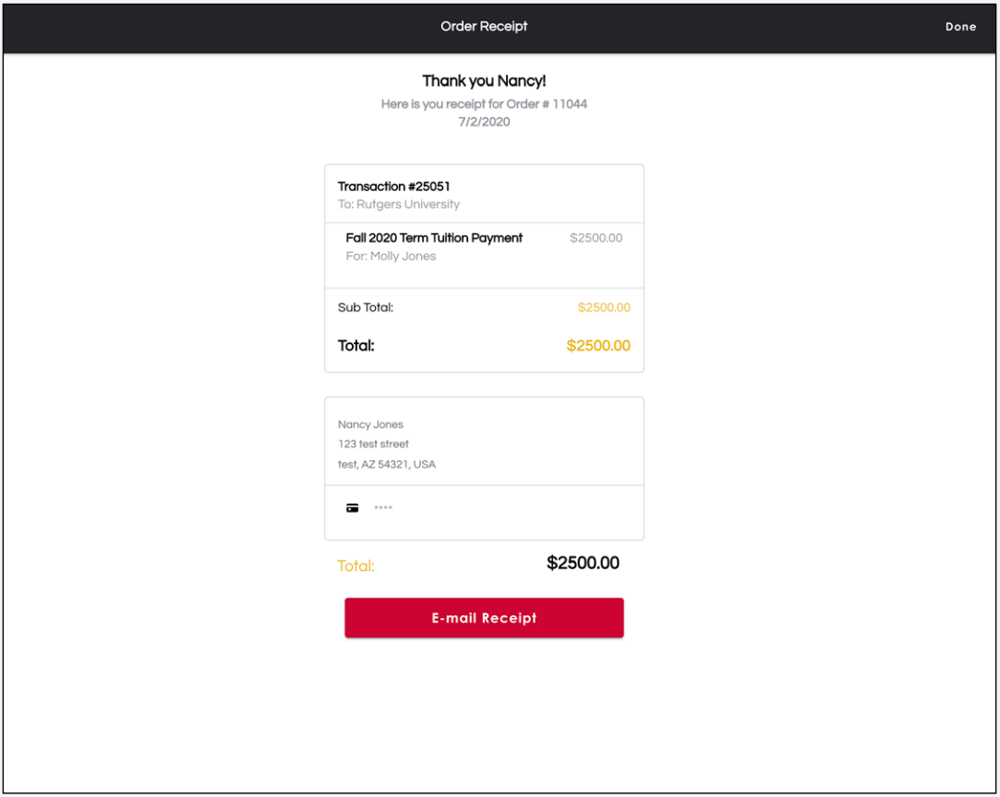 Order Receipt
Done
Thank you Nancy!
Here is you receipt for Order # 11044
7/2/2020
Transaction #25051
To: Rutgers University
Fall 2020 Term Tuition Payment $2500.00
For: Molly Jones
Sub Total: $2500.00
Total: $2500.00
Nancy Jones
123 test street
test, AZ 54321, USA
****
Total: $2500.00
E-mail Receipt